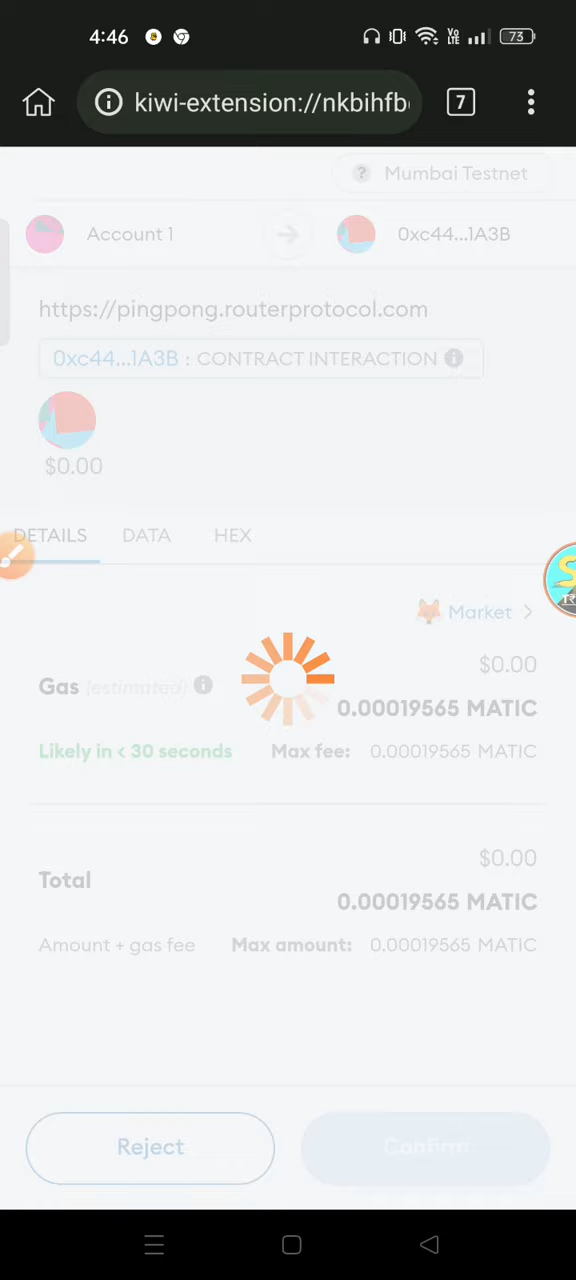 4:46
VO
LTE
73
kiwi-extension://nkbihfb
7
? Mumbai Testnet
Account 1
0xc44...1A3B
https://pingpong.routerprotocol.com
0xc44...1A3B : CONTRACT INTERACTION
$0.00
DETAILS DATA HEX
Market >
$0.00
Gas (estimated)
0.00019565 MATIC
Likely in < 30 seconds Max fee: 0.00019565 MATIC
$0.00
Total
0.00019565 MATIC
Amount + gas fee Max amount: 0.00019565 MATIC
Reject Confirm